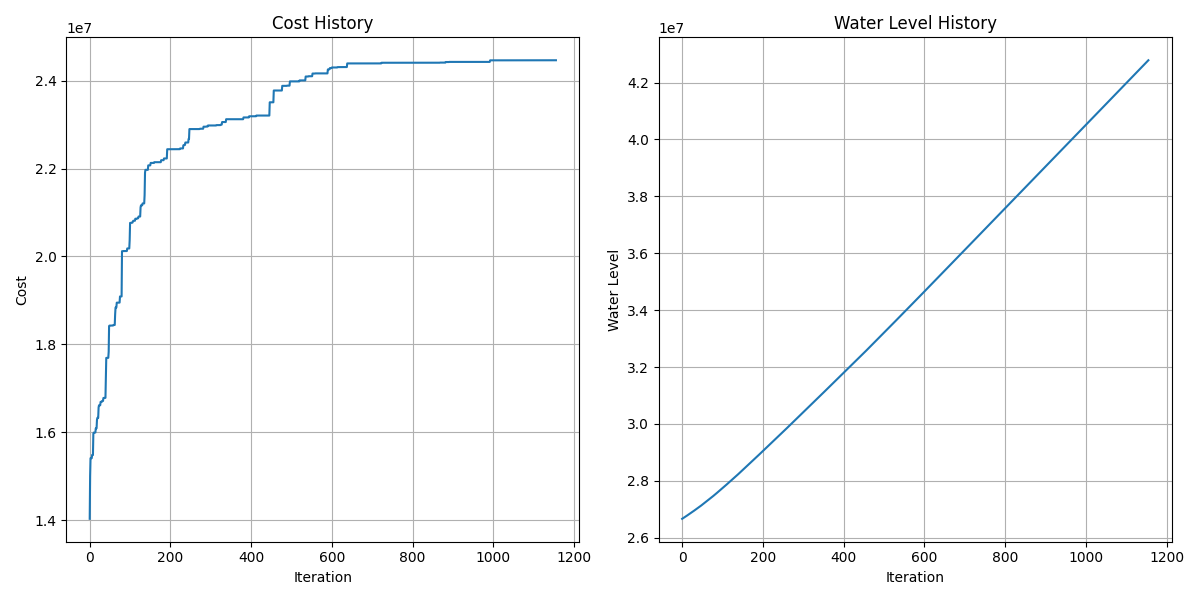 Cost History
1e7
2.4
2.2
2.0
1.8
1.6
1.4
Cost
0 200 400 600 800 1000 1200
Iteration
Water Level History
1e7
4.2
4.0
3.8
3.6
3.4
3.2
3.0
2.8
2.6
Water Level
0 200 400 600 800 1000 1200
Iteration